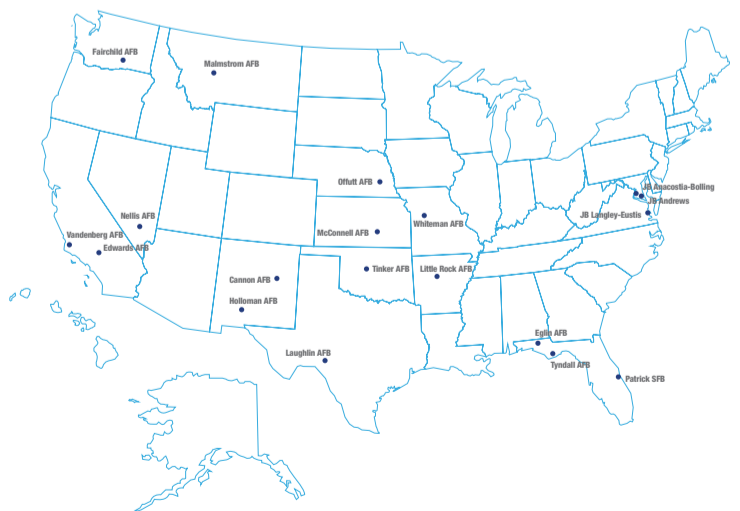 Fairchild AFB
Malmstrom AFB
Offutt AFB
JB Anacostia-Bolling
JB Andrews
Nellis AFB
Whiteman AFB
JB Langley-Eustis
Vandenberg AFB
McConnell AFB
Edwards AFB
Tinker AFB
Little Rock AFB
Cannon AFB
Holloman AFB
Eglin AFB
Laughlin AFB
Tyndall AFB
Patrick SFB